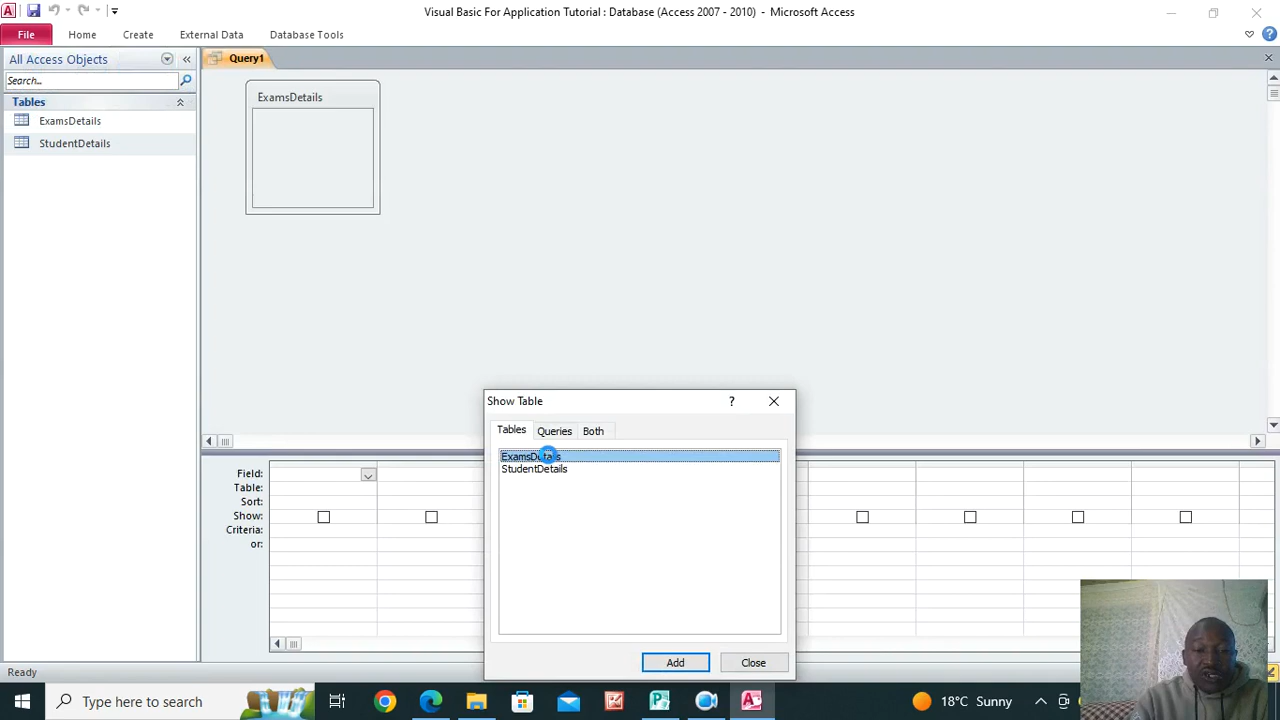 Visual Basic For Application Tutorial : Database (Access 2007 - 2010) - Microsoft Access
File Home Create External Data Database Tools
All Access Objects
Search...
Tables
ExamsDetails
StudentDetails
Query1
ExamsDetails
Show Table
Tables Queries Both
ExamsDetails
StudentDetails
Add Close
Field:
Table:
Sort:
Show:
Criteria:
or:
Ready
Type here to search
18°C Sunny